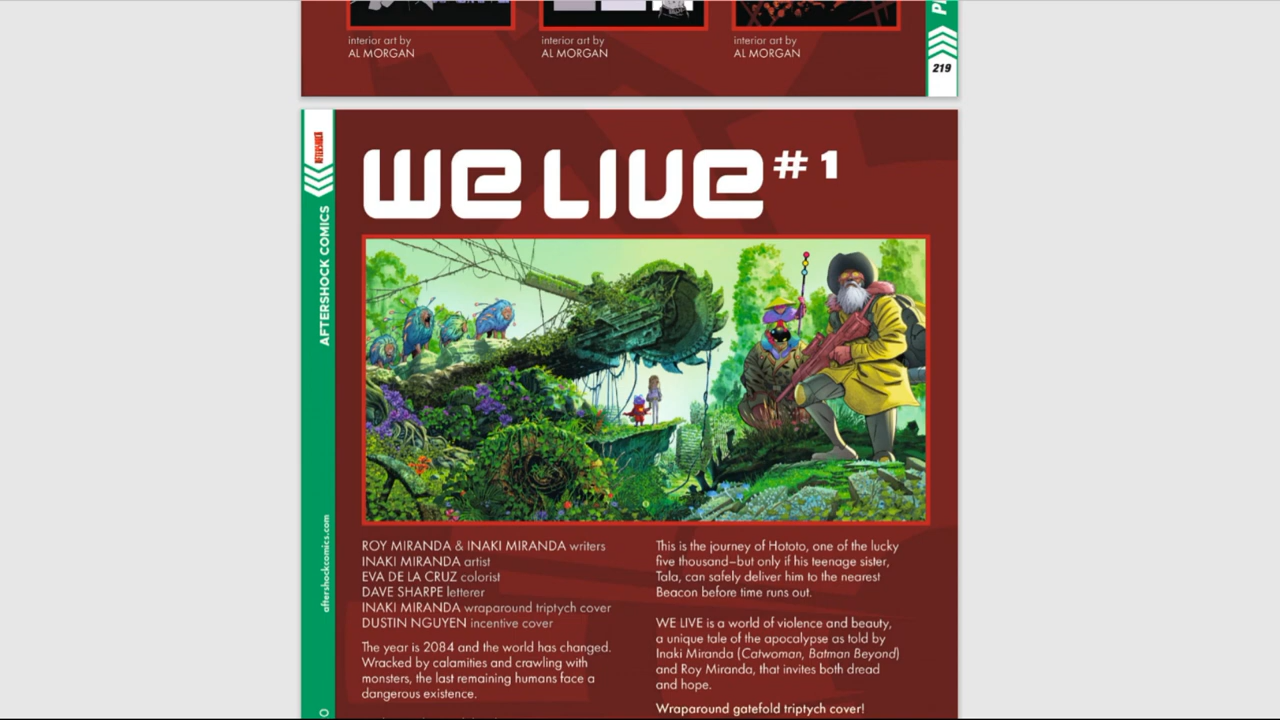 interior art by
AL MORGAN
interior art by
AL MORGAN
interior art by
AL MORGAN
219
AFTERSHOCK
AFTERSHOCK COMICS
aftershockcomics.com
WE LIVE #1
ROY MIRANDA & INAKI MIRANDA writers
INAKI MIRANDA artist
EVA DE LA CRUZ colorist
DAVE SHARPE letterer
INAKI MIRANDA wraparound triptych cover
DUSTIN NGUYEN incentive cover
The year is 2084 and the world has changed.
Wracked by calamities and crawling with
monsters, the last remaining humans face a
dangerous existence.
This is the journey of Hototo, one of the lucky
five thousand–but only if his teenage sister,
Tala, can safely deliver him to the nearest
Beacon before time runs out.
WE LIVE is a world of violence and beauty,
a unique tale of the apocalypse as told by
Inaki Miranda (Catwoman, Batman Beyond)
and Roy Miranda, that invites both dread
and hope.
Wraparound gatefold triptych cover!